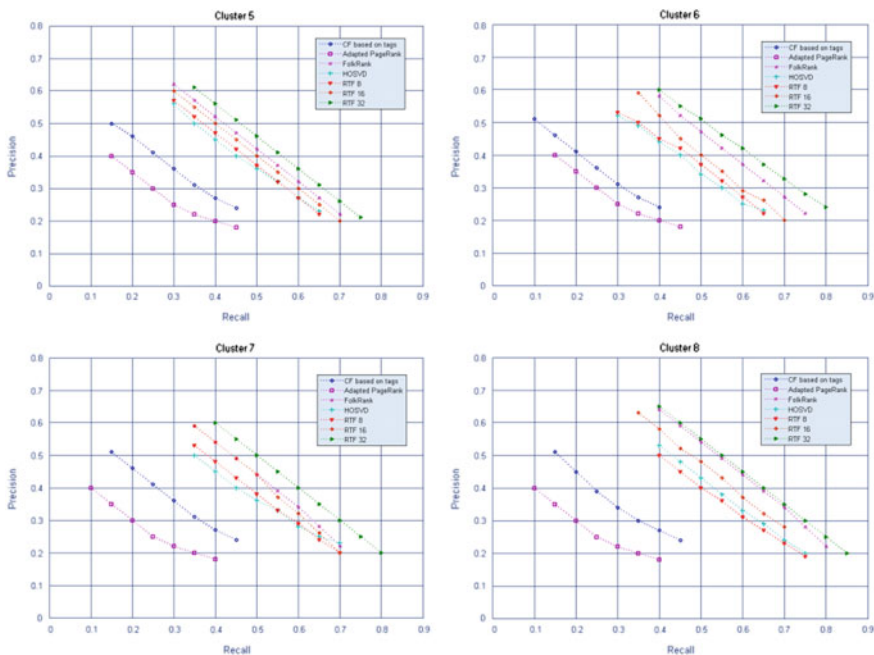 Cluster 5
0.8
0.7
0.6
0.5
0.4
0.3
0.2
0.1
0
Precision
CF based on tags
Adapted PageRank
FolkRank
HOSVD
RTF 8
RTF 16
RTF 32
0.1 0.2 0.3 0.4 0.5 0.6 0.7 0.8 0.9
Recall
Cluster 6
0.8
0.7
0.6
0.5
0.4
0.3
0.2
0.1
0
Precision
CF based on tags
Adapted PageRank
FolkRank
HOSVD
RTF 8
RTF 16
RTF 32
0.1 0.2 0.3 0.4 0.5 0.6 0.7 0.8 0.9
Recall
Cluster 7
0.8
0.7
0.6
0.5
0.4
0.3
0.2
0.1
0
Precision
CF based on tags
Adapted PageRank
FolkRank
HOSVD
RTF 8
RTF 16
RTF 32
0.1 0.2 0.3 0.4 0.5 0.6 0.7 0.8 0.9
Recall
Cluster 8
0.8
0.7
0.6
0.5
0.4
0.3
0.2
0.1
0
Precision
CF based on tags
Adapted PageRank
FolkRank
HOSVD
RTF 8
RTF 16
RTF 32
0.1 0.2 0.3 0.4 0.5 0.6 0.7 0.8 0.9
Recall